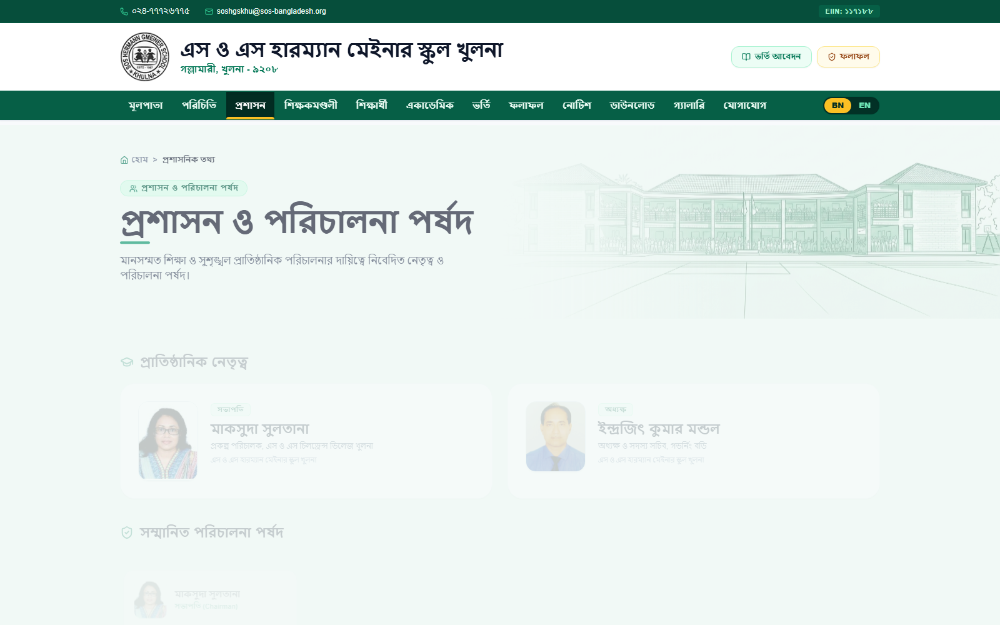 ০২৪-৭৭৭২৬৭৭৫
soshgskhu@sos-bangladesh.org
EIIN: ১১৭১৮৮
SOS HERMANN GMEINER SCHOOL
ESTD - 1987
KHULNA
এস ও এস হারম্যান মেইনার স্কুল খুলনা
গল্লামারী, খুলনা - ৯২০৮
ভর্তি আবেদন
ফলাফল
মূলপাতা পরিচিতি প্রশাসন শিক্ষকমণ্ডলী শিক্ষার্থী একাডেমিক ভর্তি ফলাফল নোটিশ ডাউনলোড গ্যালারি যোগাযোগ BN EN
হোম > প্রশাসনিক তথ্য
প্রশাসন ও পরিচালনা পর্ষদ
প্রশাসন ও পরিচালনা পর্ষদ
মানসম্মত শিক্ষা ও সুশৃঙ্খল প্রাতিষ্ঠানিক পরিচালনার দায়িত্বে নিবেদিত নেতৃত্ব ও
পরিচালনা পর্ষদ।
প্রাতিষ্ঠানিক নেতৃত্ব
সভাপতি
মাকসুদা সুলতানা
প্রকল্প পরিচালক, এস ও এস চিলড্রেন্স ভিলেজ খুলনা
এস ও এস হারম্যান মেইনার স্কুল খুলনা
অধ্যক্ষ
ইন্দ্রজিৎ কুমার মন্ডল
অধ্যক্ষ ও সদস্য সচিব, গভর্নিং বডি
এস ও এস হারম্যান মেইনার স্কুল খুলনা
সম্মানিত পরিচালনা পর্ষদ
মাকসুদা সুলতানা
সভাপতি (Chairman)